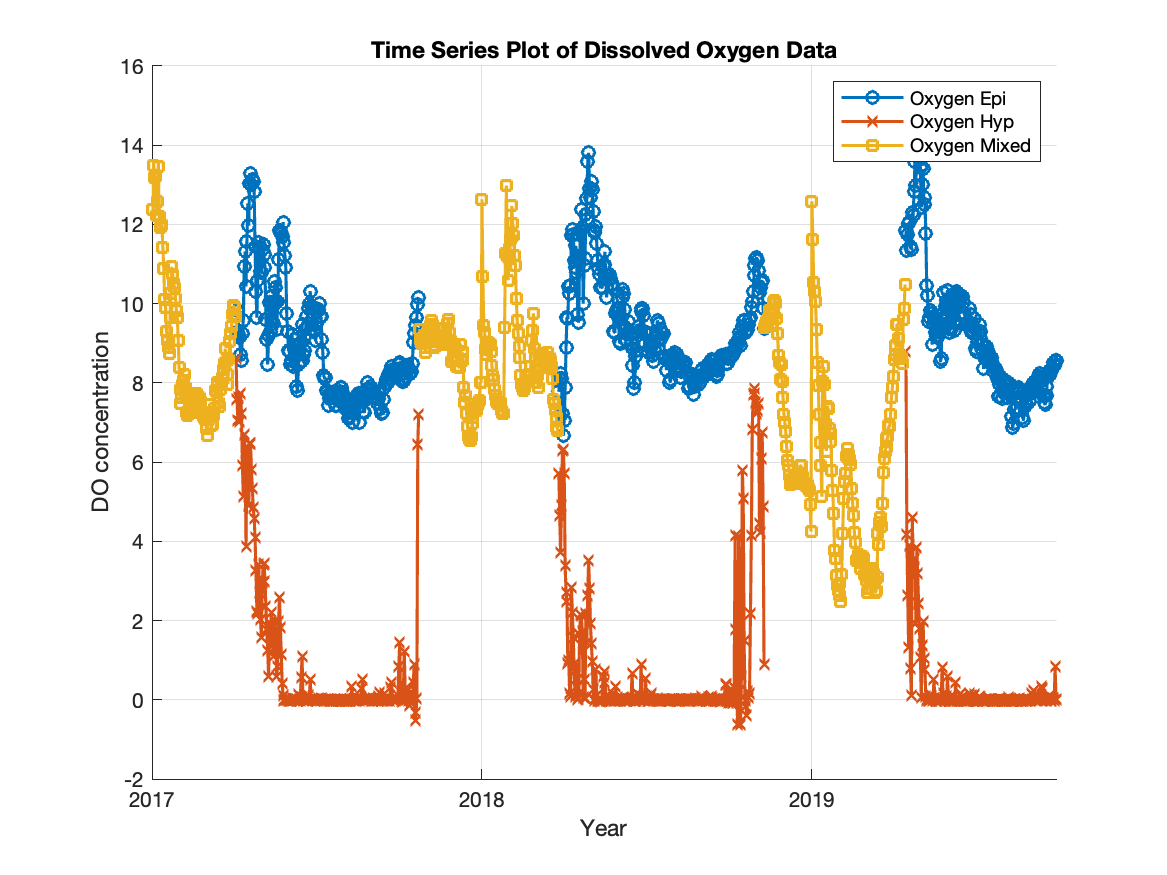 Time Series Plot of Dissolved Oxygen Data
16
14
12
10
8
6
4
2
0
-2
DO concentration
Oxygen Epi
Oxygen Hyp
Oxygen Mixed
2017
2018
2019
Year